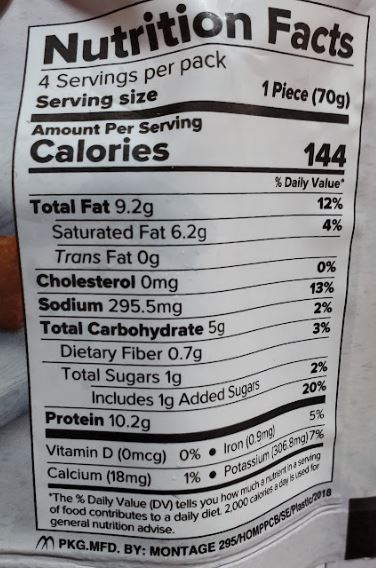 Nutrition Facts
4 Servings per pack
Serving size 1 Piece (70g)
Amount Per Serving
Calories 144
% Daily Value*
Total Fat 9.2g 12%
Saturated Fat 6.2g 4%
Trans Fat 0g
Cholesterol 0mg 0%
Sodium 295.5mg 13%
Total Carbohydrate 5g 2%
Dietary Fiber 0.7g 3%
Total Sugars 1g
Includes 1g Added Sugars 2%
Protein 10.2g 20%
Vitamin D (0mcg) 0% • Iron (0.9mg) 5%
Calcium (18mg) 1% • Potassium (306.8mg) 7%
*The % Daily Value (DV) tells you how much a nutrient in a serving
of food contributes to a daily diet. 2,000 calories a day is used for
general nutrition advise.
PKG.MFD. BY: MONTAGE 295/HOMPPCB/SE/Plastic/2018